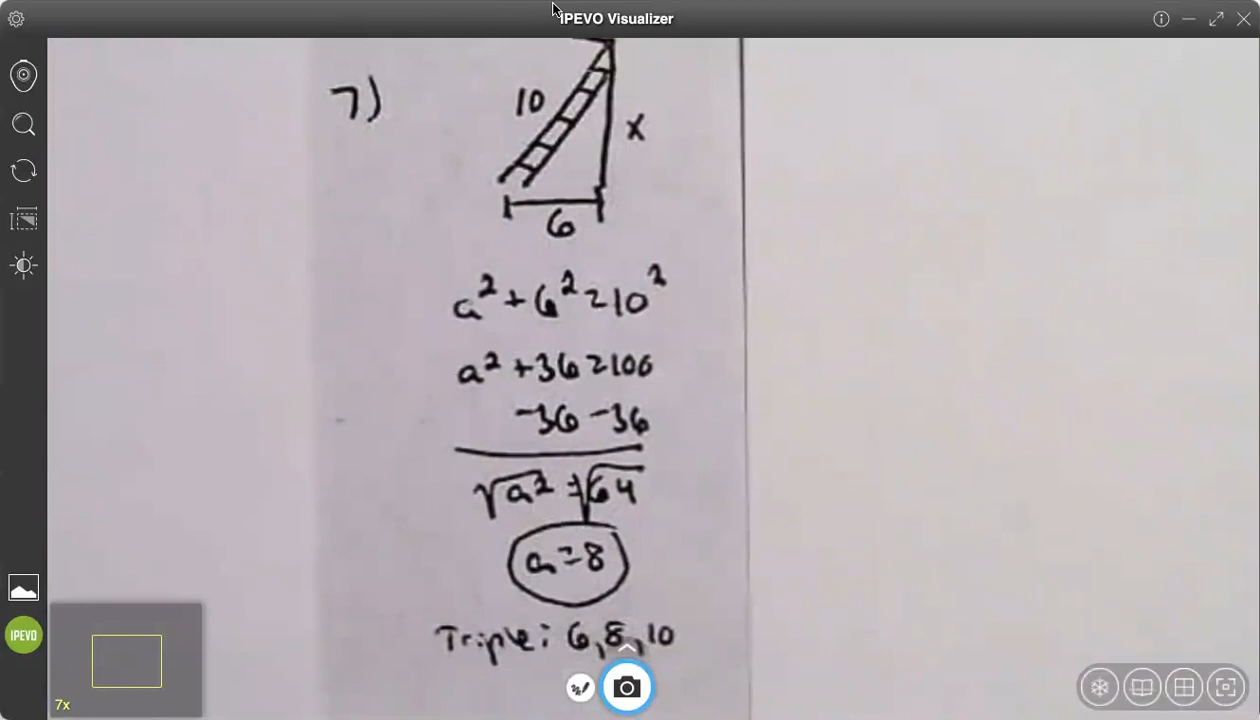 IPEVO Visualizer
7)
10
x
6
a² + 6² = 10²
a² + 36 = 100
-36 -36
√a² = √64
a = 8
Triple: 6, 8, 10
IPEVO
7x